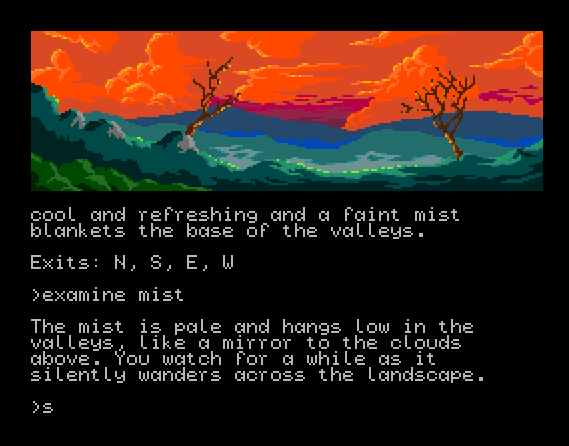 cool and refreshing and a faint mist
blankets the base of the valleys.
Exits: N, S, E, W
>examine mist
The mist is pale and hangs low in the
valleys, like a mirror to the clouds
above. You watch for a while as it
silently wanders across the landscape.
>s